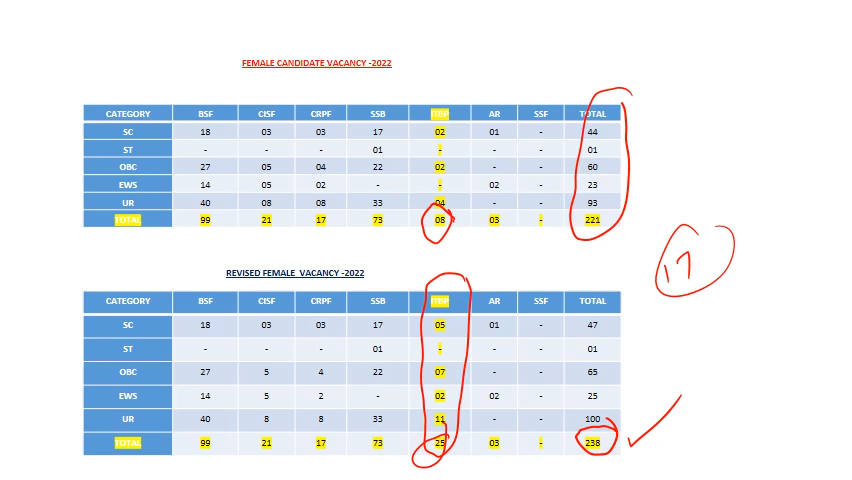 FEMALE CANDIDATE VACANCY -2022
CATEGORY BSF CISF CRPF SSB ITBP AR SSF TOTAL
SC 18 03 03 17 02 01 - 44
ST - - - 01 - - - 01
OBC 27 05 04 22 02 - - 60
EWS 14 05 02 - - 02 - 23
UR 40 08 08 33 04 - - 93
TOTAL 99 21 17 73 08 03 - 221
17
REVISED FEMALE VACANCY -2022
CATEGORY BSF CISF CRPF SSB ITBP AR SSF TOTAL
SC 18 03 03 17 05 01 - 47
ST - - - 01 - - - 01
OBC 27 5 4 22 07 - - 65
EWS 14 5 2 - 02 02 - 25
UR 40 8 8 33 11 - - 100
TOTAL 99 21 17 73 25 03 - 238